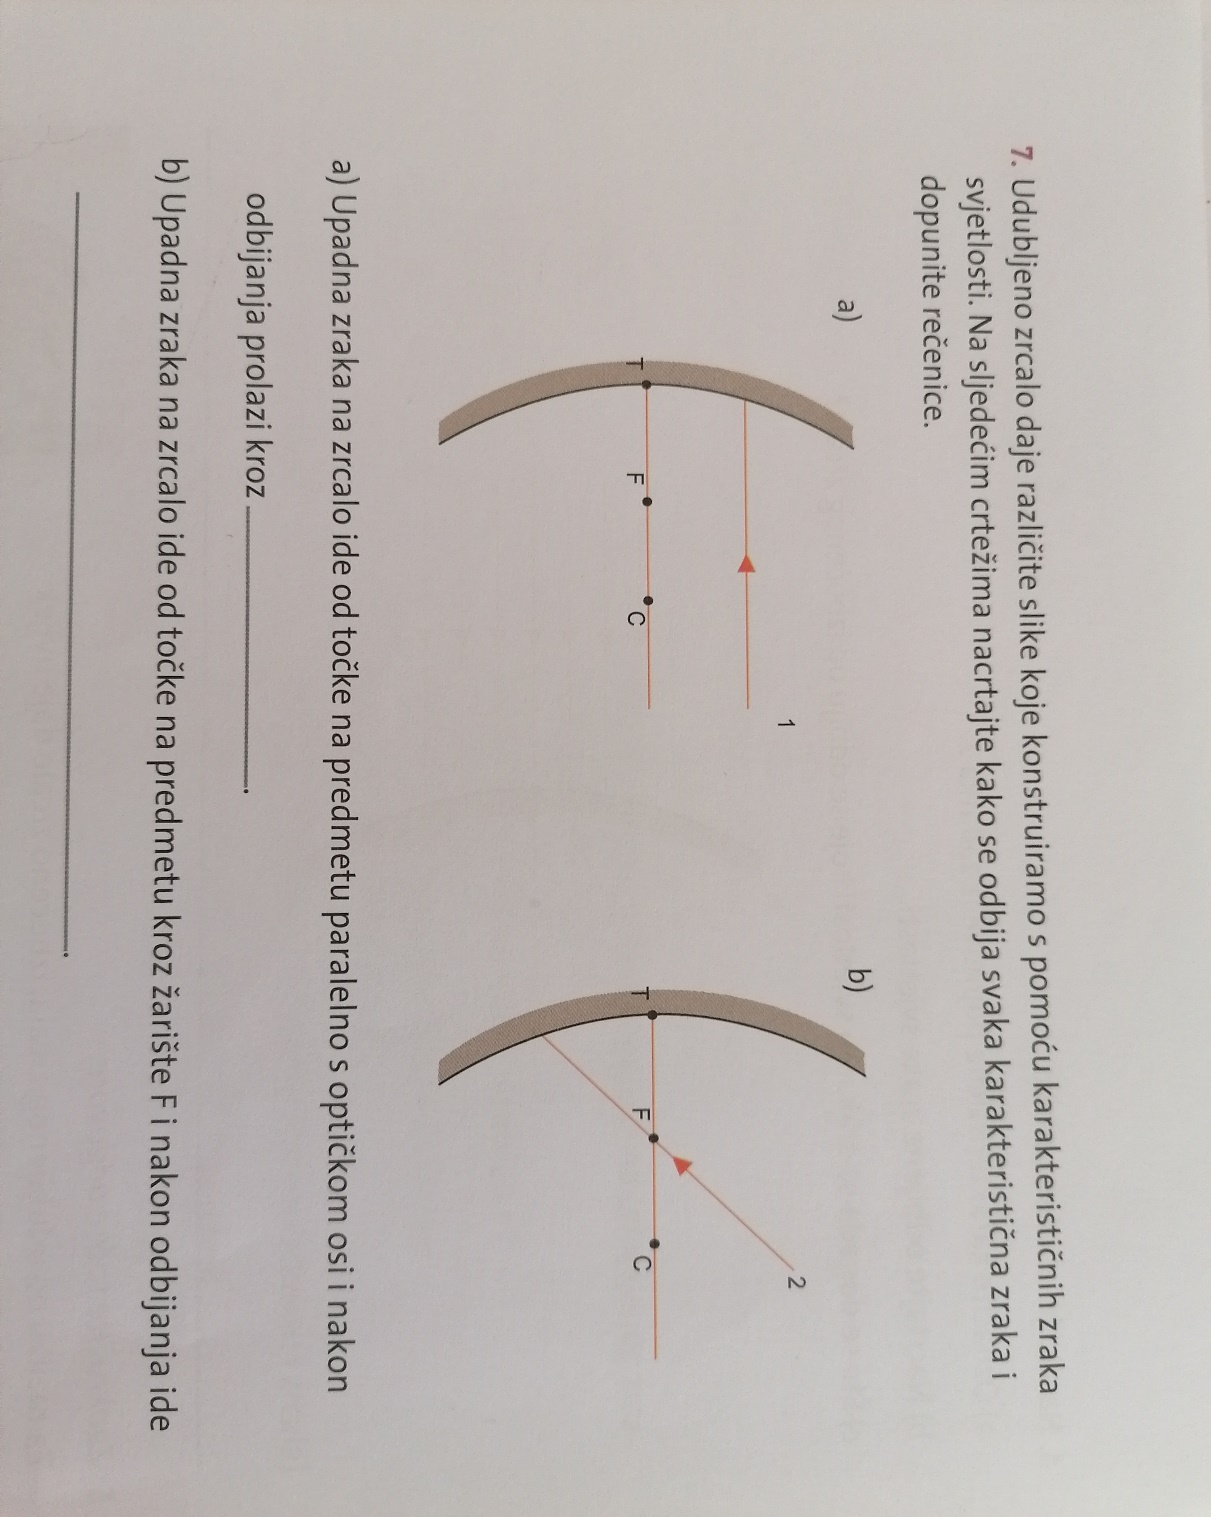 7. Udubljeno zrcalo daje različite slike koje konstruiramo s pomoću karakterističnih zraka
svjetlosti. Na sljedećim crtežima nacrtajte kako se odbija svaka karakteristična zraka i
dopunite rečenice.
a)
1
T
F
C
b)
2
T
F
C
a) Upadna zraka na zrcalo ide od točke na predmetu paralelno s optičkom osi i nakon
odbijanja prolazi kroz ____________________.
b) Upadna zraka na zrcalo ide od točke na predmetu kroz žarište F i nakon odbijanja ide
____________________.